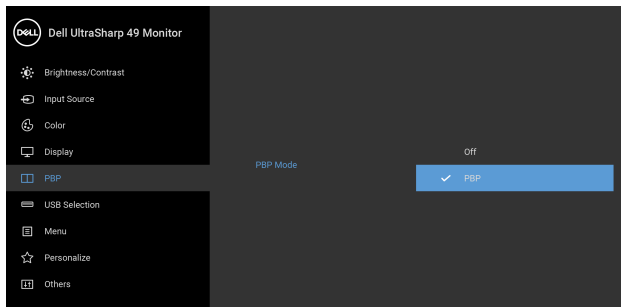 DELL Dell UltraSharp 49 Monitor
Brightness/Contrast
Input Source
Color
Display
PBP
USB Selection
Menu
Personalize
Others
PBP Mode
Off
PBP